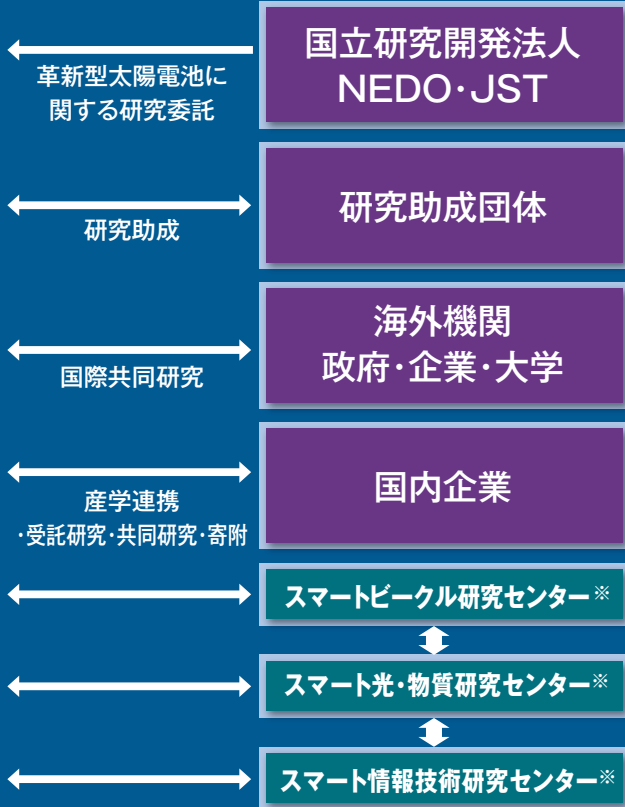 国立研究開発法人
NEDO･JST
革新型太陽電池に
関する研究委託
研究助成団体
研究助成
海外機関
政府･企業･大学
国際共同研究
国内企業
産学連携
･受託研究･共同研究･寄附
スマートビークル研究センター※
スマート光･物質研究センター※
スマート情報技術研究センター※